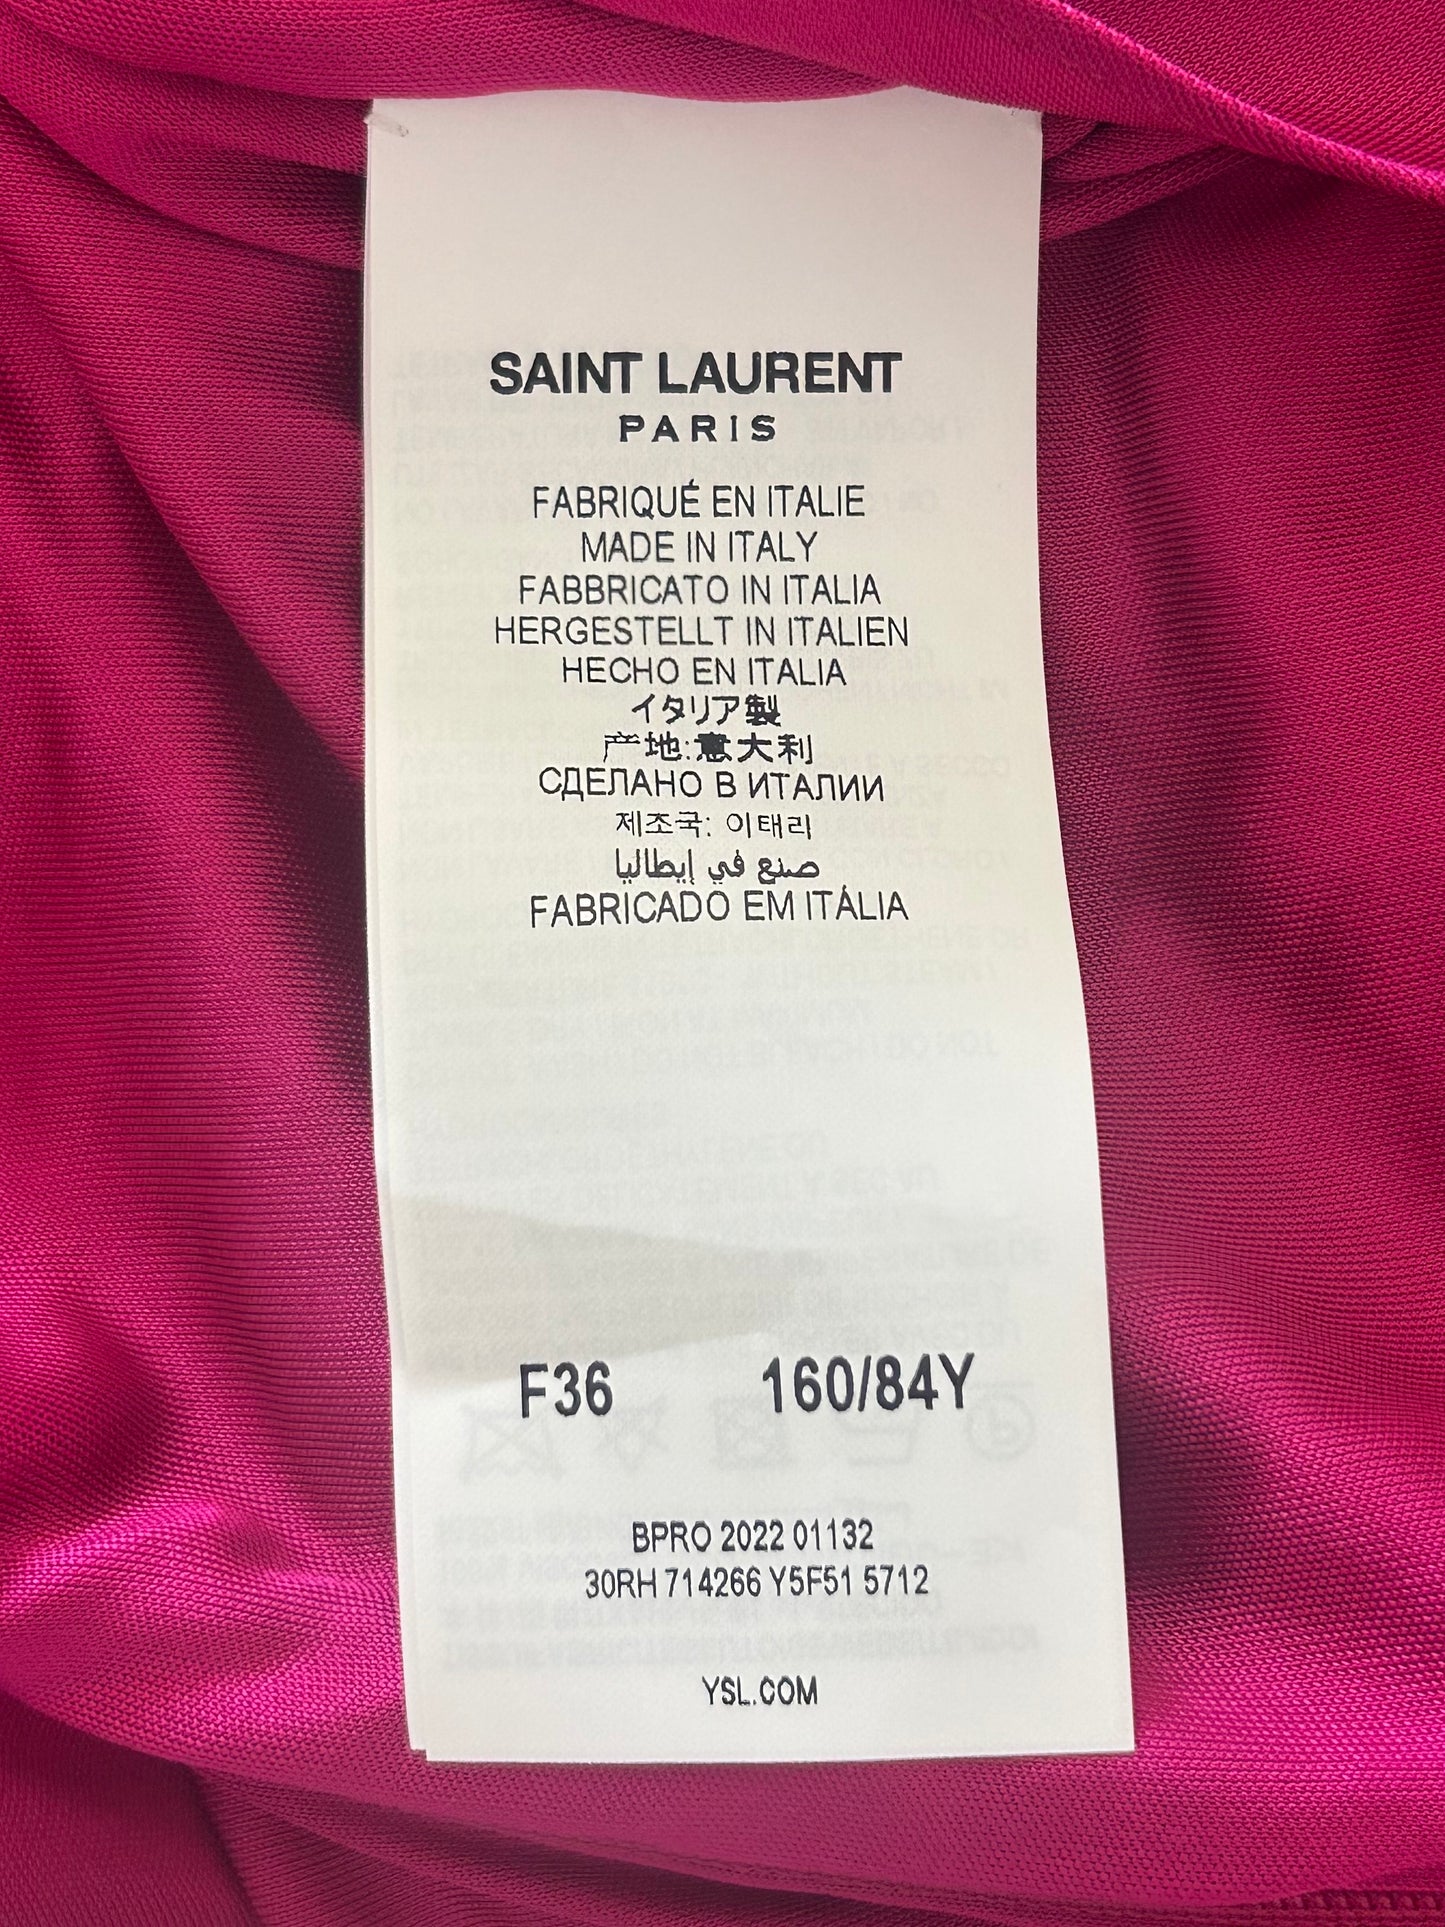 SAINT LAURENT
PARIS
FABRIQUÉ EN ITALIE
MADE IN ITALY
FABBRICATO IN ITALIA
HERGESTELLT IN ITALIEN
HECHO EN ITALIA
イタリア製
产地:意大利
СДЕЛАНО В ИТАЛИИ
제조국: 이태리
صنع في إيطاليا
FABRICADO EM ITÁLIA
F36 160/84Y
BPRO 2022 01132
30RH 714266 Y5F51 5712
YSL.COM